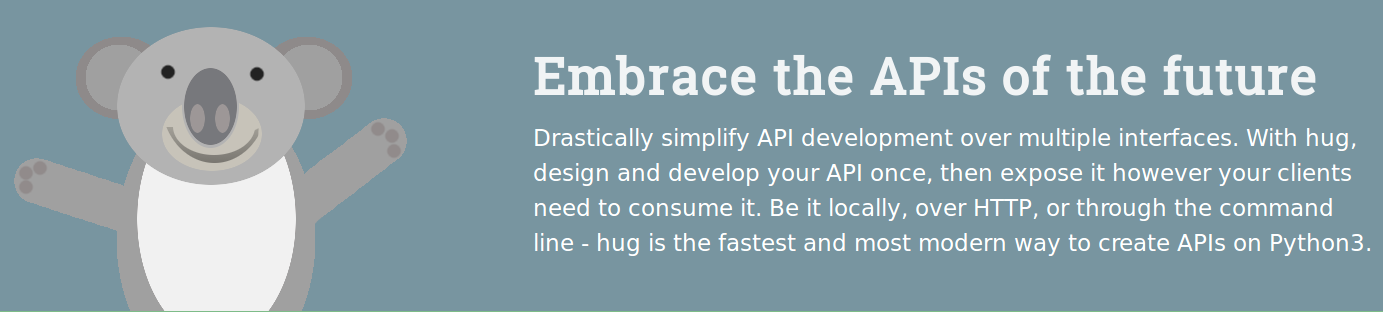 Embrace the APIs of the future
Drastically simplify API development over multiple interfaces. With hug,
design and develop your API once, then expose it however your clients
need to consume it. Be it locally, over HTTP, or through the command
line - hug is the fastest and most modern way to create APIs on Python3.